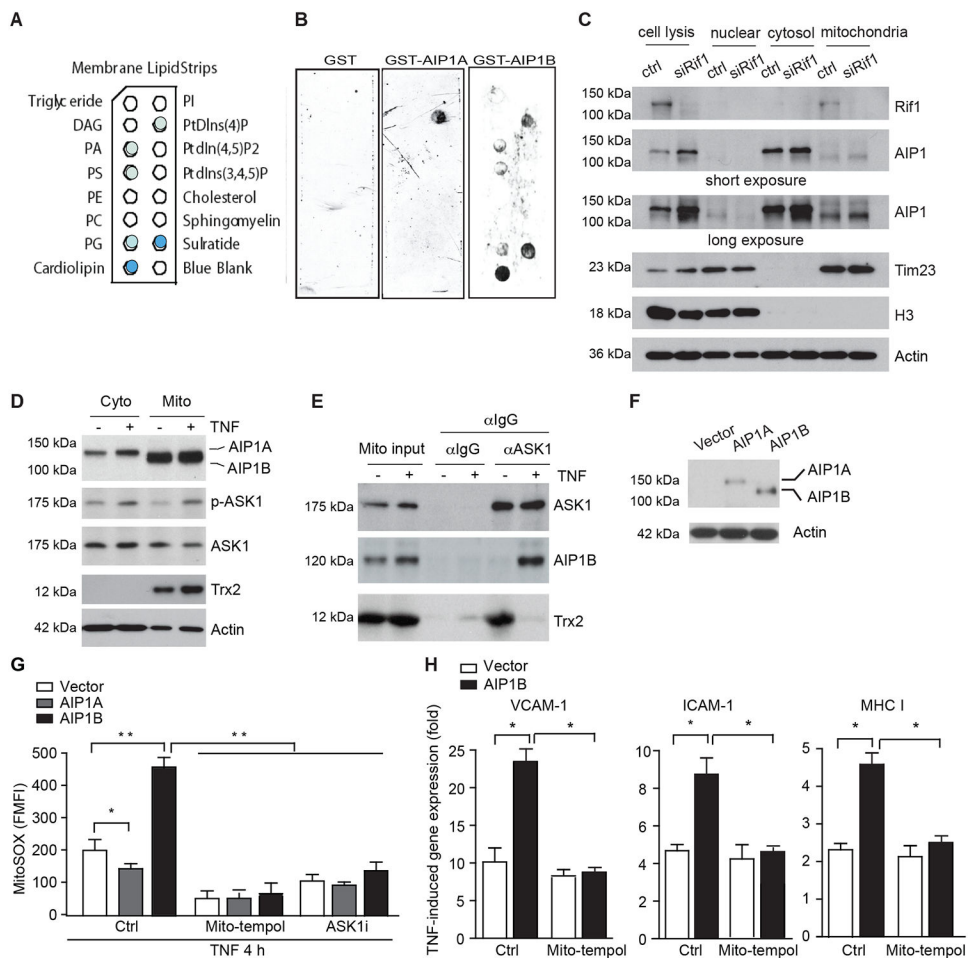 A
Membrane LipidStrips
Triglyceride PI
DAG PtDIns(4)P
PA PtdIn(4,5)P2
PS PtdIns(3,4,5)P
PE Cholesterol
PC Sphingomyelin
PG Sulratide
Cardiolipin Blue Blank
B
GST GST-AIP1A GST-AIP1B
C
cell lysis nuclear cytosol mitochondria
ctrl siRif1 ctrl siRif1 ctrl siRif1 ctrl siRif1
150 kDa
100 kDa
Rif1
150 kDa
100 kDa
AIP1
short exposure
150 kDa
100 kDa
AIP1
long exposure
23 kDa Tim23
18 kDa H3
36 kDa Actin
D
Cyto Mito
- + - + TNF
150 kDa
100 kDa
AIP1A
AIP1B
175 kDa p-ASK1
175 kDa ASK1
12 kDa Trx2
42 kDa Actin
E
αIgG
Mito input αIgG αASK1
- + - + - + TNF
175 kDa ASK1
120 kDa AIP1B
12 kDa Trx2
F
Vector AIP1A AIP1B
150 kDa
100 kDa
AIP1A
AIP1B
42 kDa Actin
G
Vector
AIP1A
AIP1B
MitoSOX (FMFI)
500
400
300
200
100
0
** **
*
Ctrl Mito-tempol ASK1i
TNF 4 h
H
Vector
AIP1B
TNF-induced gene expression (fold)
VCAM-1
* *
25
20
15
10
5
0
Ctrl Mito-tempol
ICAM-1
* *
10
8
6
4
2
0
Ctrl Mito-tempol
MHC I
* *
5
4
3
2
1
0
Ctrl Mito-tempol